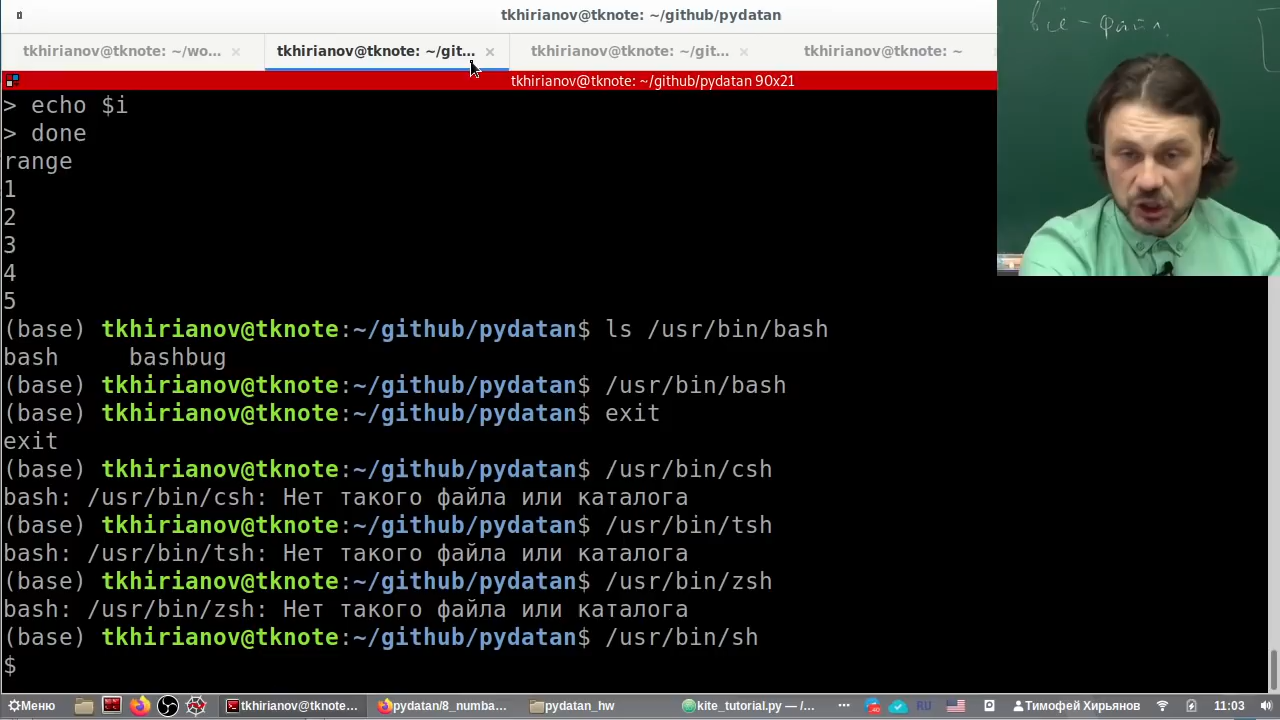 tkhirianov@tknote: ~/github/pydatan
всё - файл
tkhirianov@tknote: ~/wo... × tkhirianov@tknote: ~/git... × tkhirianov@tknote: ~/git... × tkhirianov@tknote: ~
tkhirianov@tknote: ~/github/pydatan 90x21
> echo $i
> done
range
1
2
3
4
5
(base) tkhirianov@tknote:~/github/pydatan$ ls /usr/bin/bash
bash bashbug
(base) tkhirianov@tknote:~/github/pydatan$ /usr/bin/bash
(base) tkhirianov@tknote:~/github/pydatan$ exit
exit
(base) tkhirianov@tknote:~/github/pydatan$ /usr/bin/csh
bash: /usr/bin/csh: Нет такого файла или каталога
(base) tkhirianov@tknote:~/github/pydatan$ /usr/bin/tsh
bash: /usr/bin/tsh: Нет такого файла или каталога
(base) tkhirianov@tknote:~/github/pydatan$ /usr/bin/zsh
bash: /usr/bin/zsh: Нет такого файла или каталога
(base) tkhirianov@tknote:~/github/pydatan$ /usr/bin/sh
$
Меню tkhirianov@tknote:... pydatan/8_numba... pydatan_hw kite_tutorial.py — /... ··· RU Тимофей Хирьянов 11:03